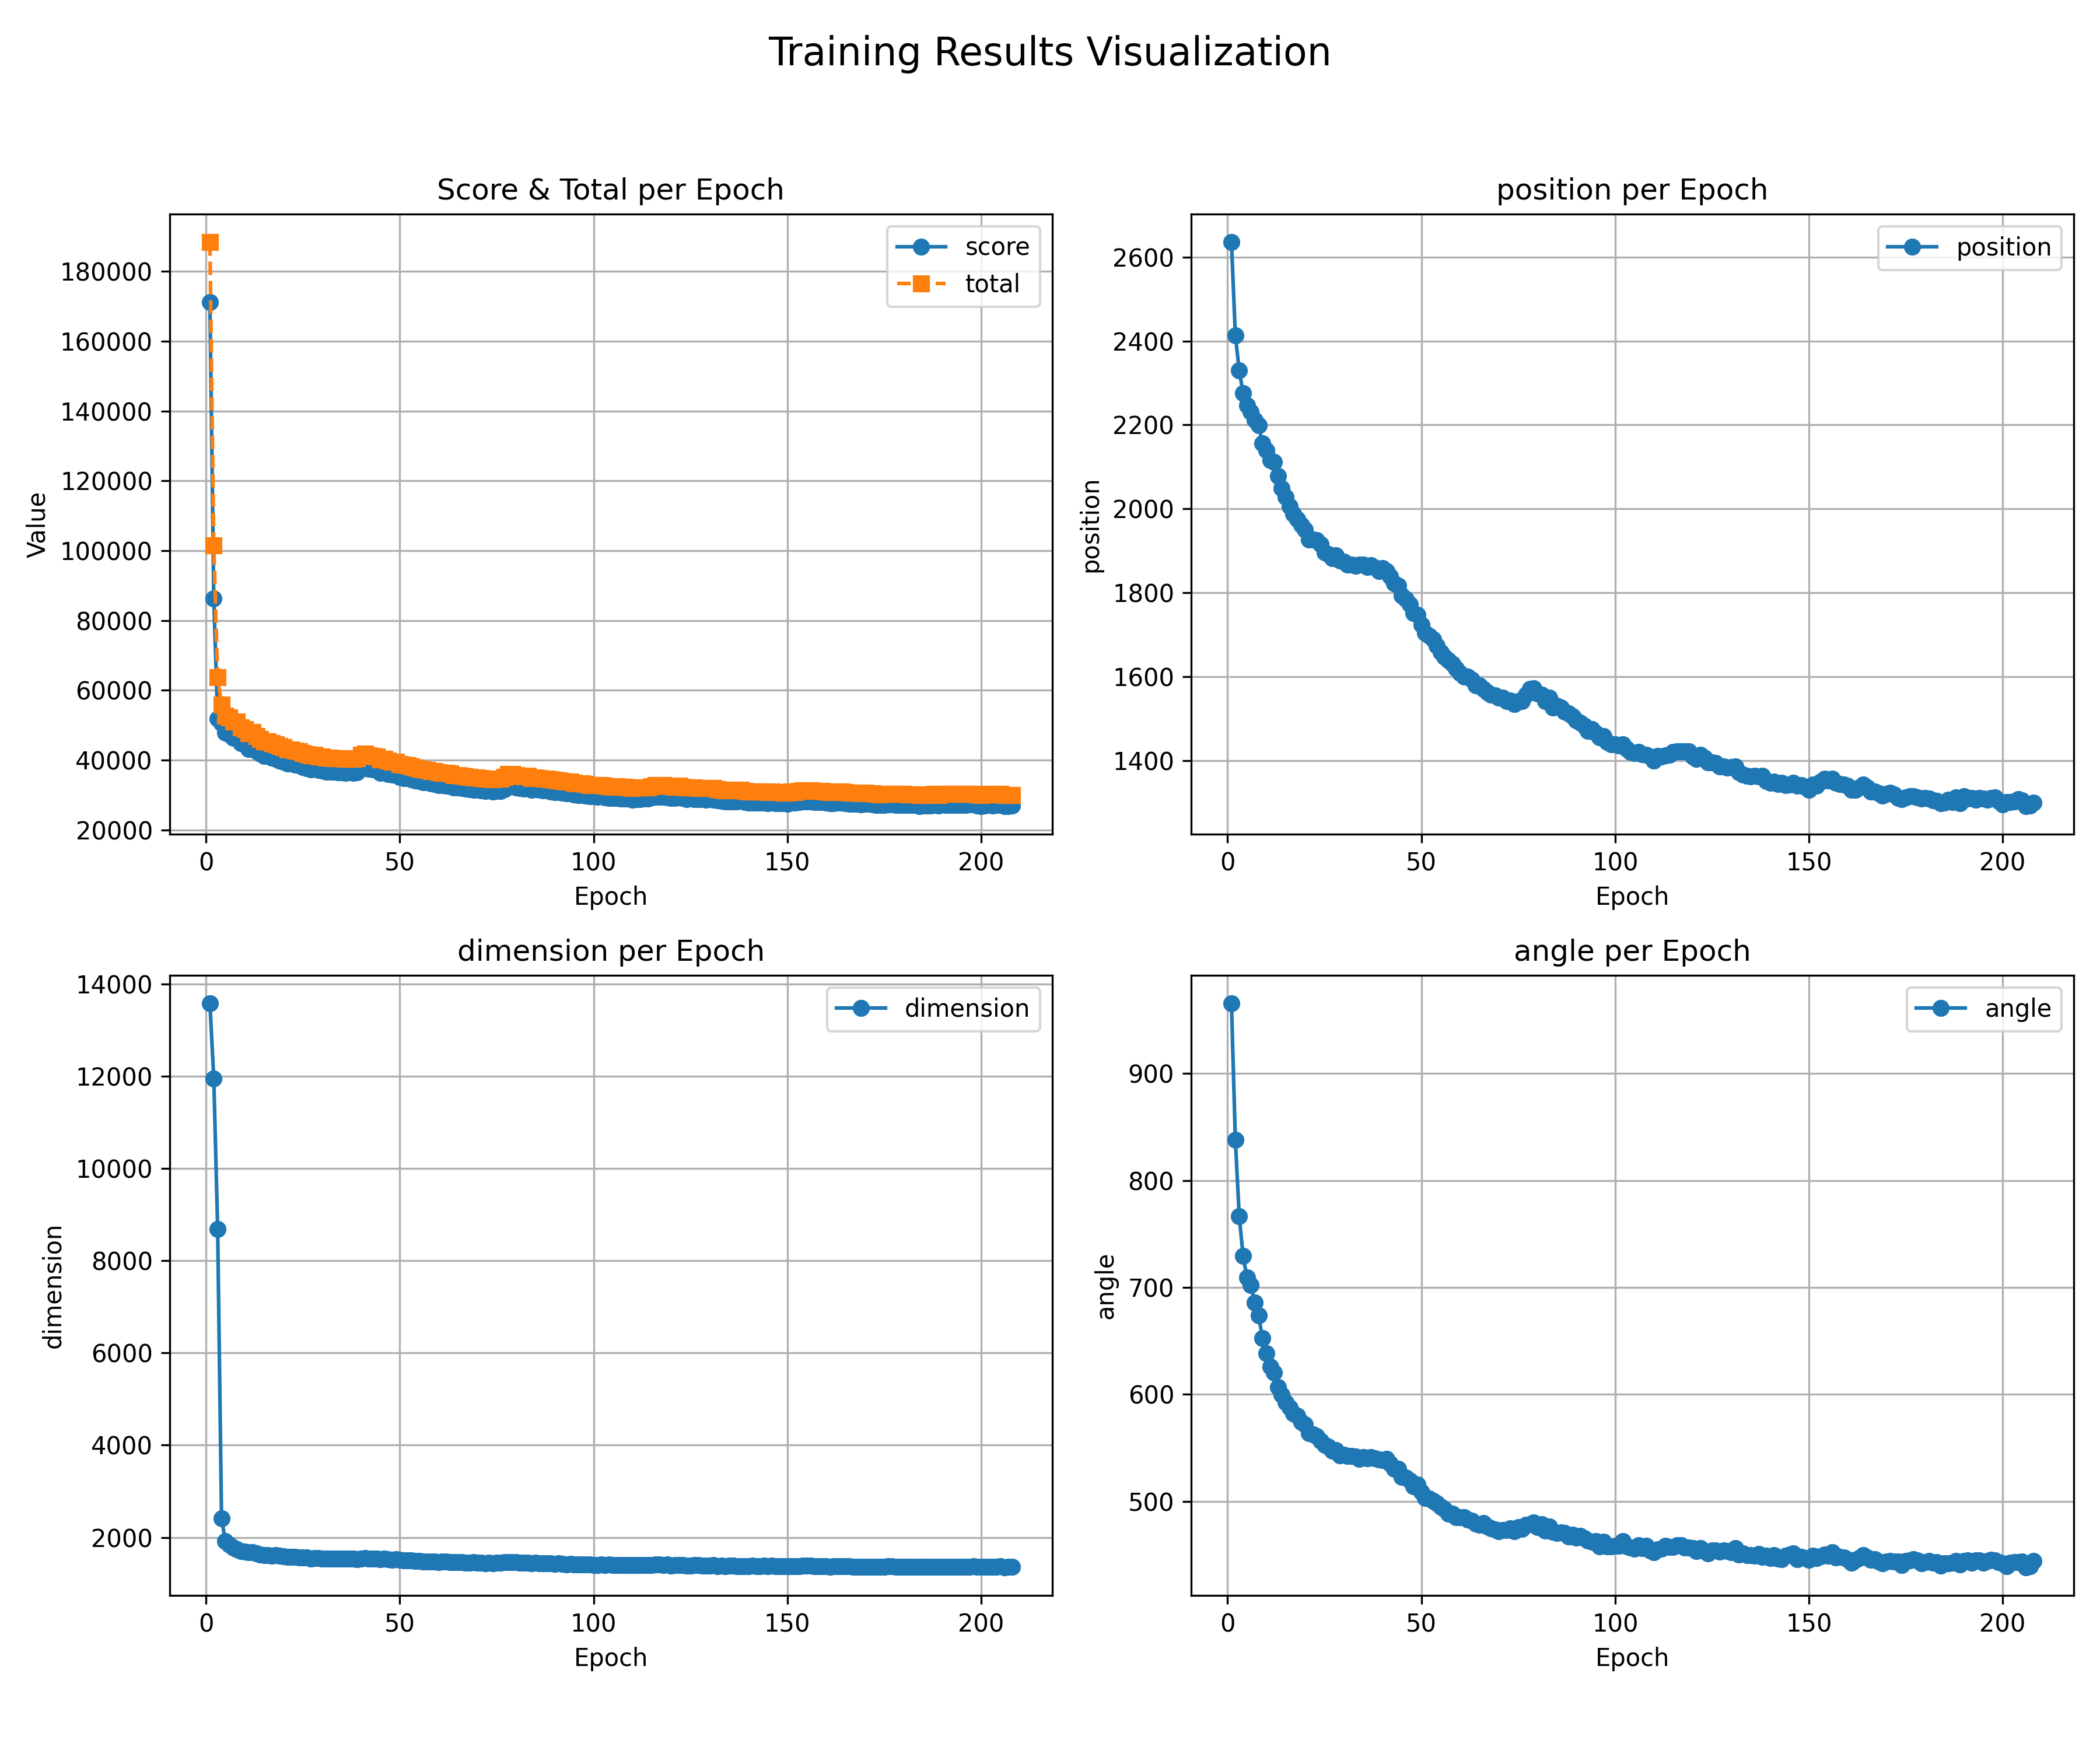 Training Results Visualization
Score & Total per Epoch
180000
160000
140000
120000
100000
80000
60000
40000
20000
Value
score
total
0 50 100 150 200
Epoch
position per Epoch
2600
2400
2200
2000
1800
1600
1400
position
position
0 50 100 150 200
Epoch
dimension per Epoch
14000
12000
10000
8000
6000
4000
2000
dimension
dimension
0 50 100 150 200
Epoch
angle per Epoch
900
800
700
600
500
angle
angle
0 50 100 150 200
Epoch